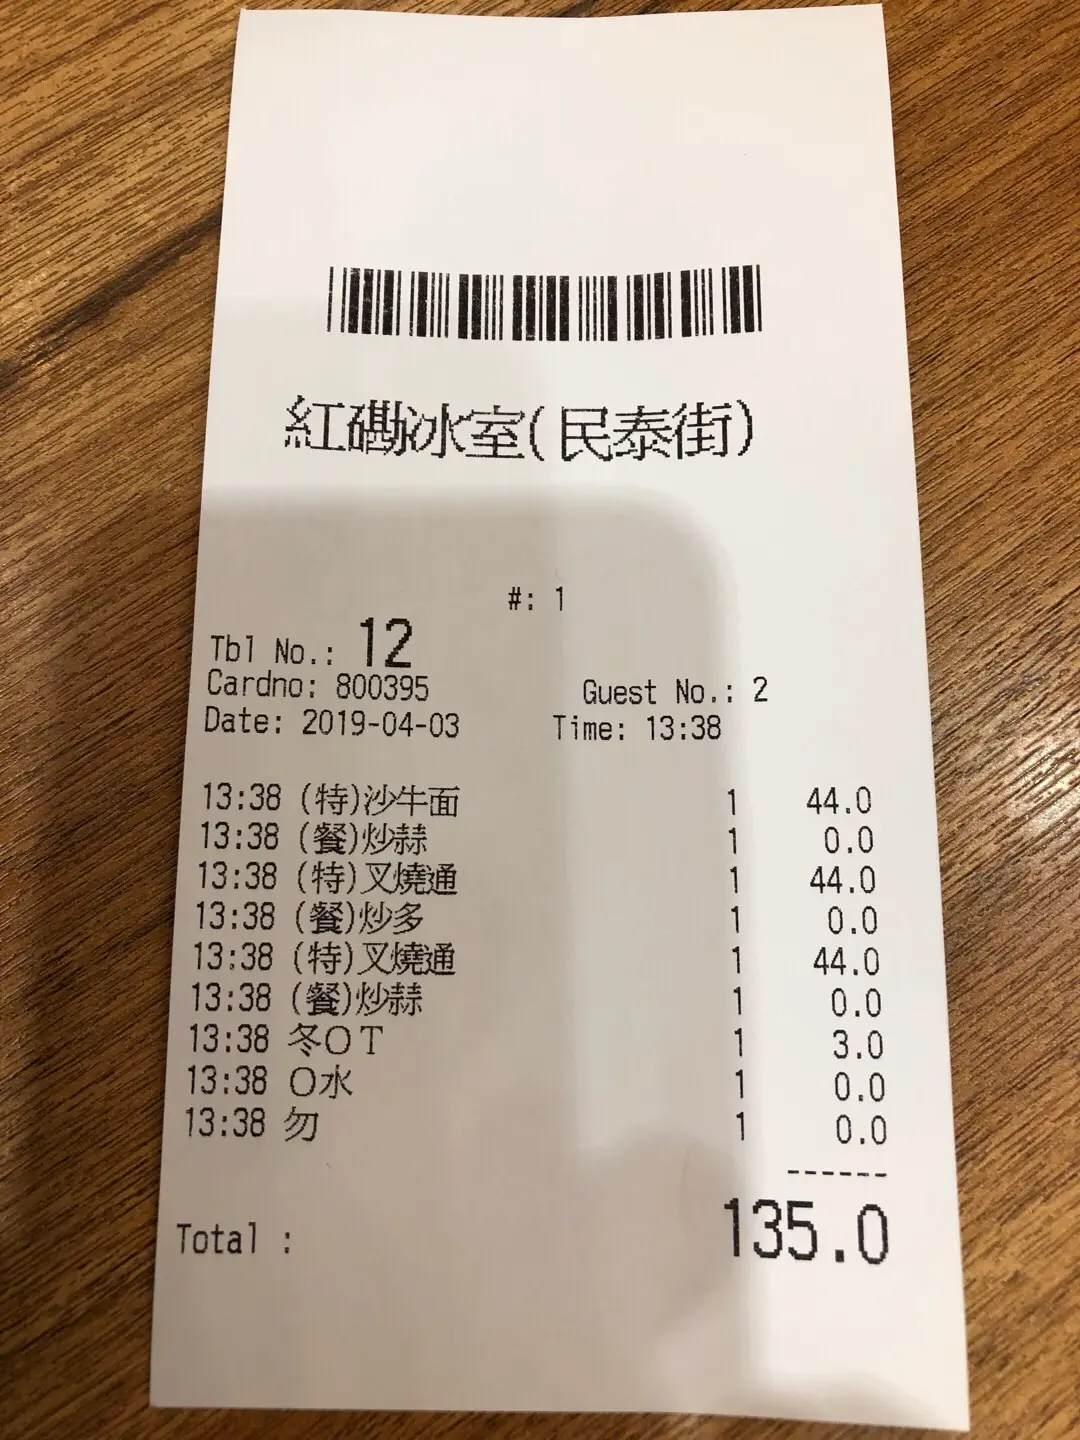 紅磡冰室(民泰街)
#: 1
Tbl No.: 12
Cardno: 800395 Guest No.: 2
Date: 2019-04-03 Time: 13:38
13:38 (特)沙牛面 1 44.0
13:38 (餐)炒蒜 1 0.0
13:38 (特)叉燒通 1 44.0
13:38 (餐)炒多 1 0.0
13:38 (特)叉燒通 1 44.0
13:38 (餐)炒蒜 1 0.0
13:38 冬OT 1 3.0
13:38 O水 1 0.0
13:38 勿 1 0.0
------
Total : 135.0